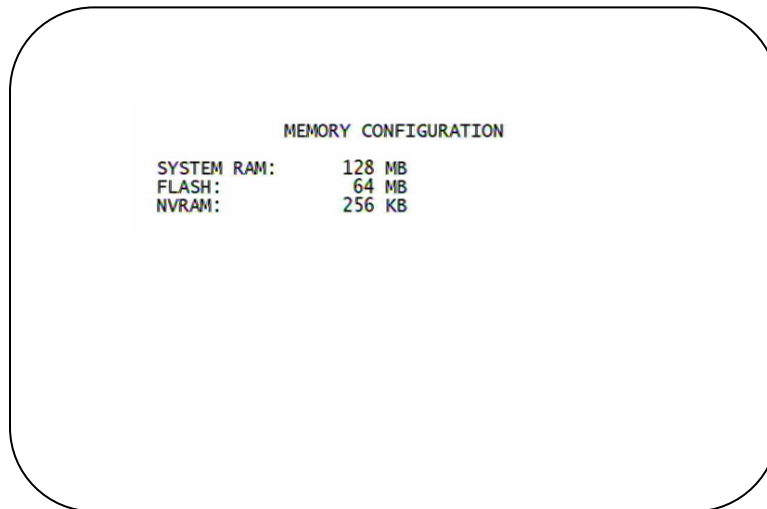 MEMORY CONFIGURATION
SYSTEM RAM: 128 MB
FLASH: 64 MB
NVRAM: 256 KB